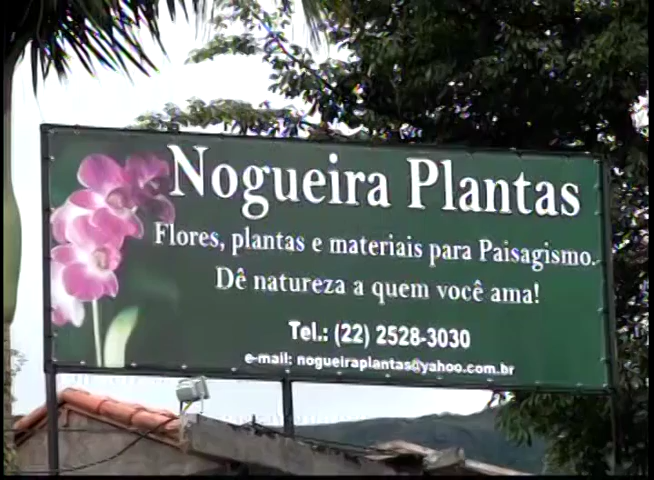 Nogueira Plantas
Flores, plantas e materiais para Paisagismo.
Dê natureza a quem você ama!
Tel.: (22) 2528-3030
e-mail: nogueiraplantas@yahoo.com.br